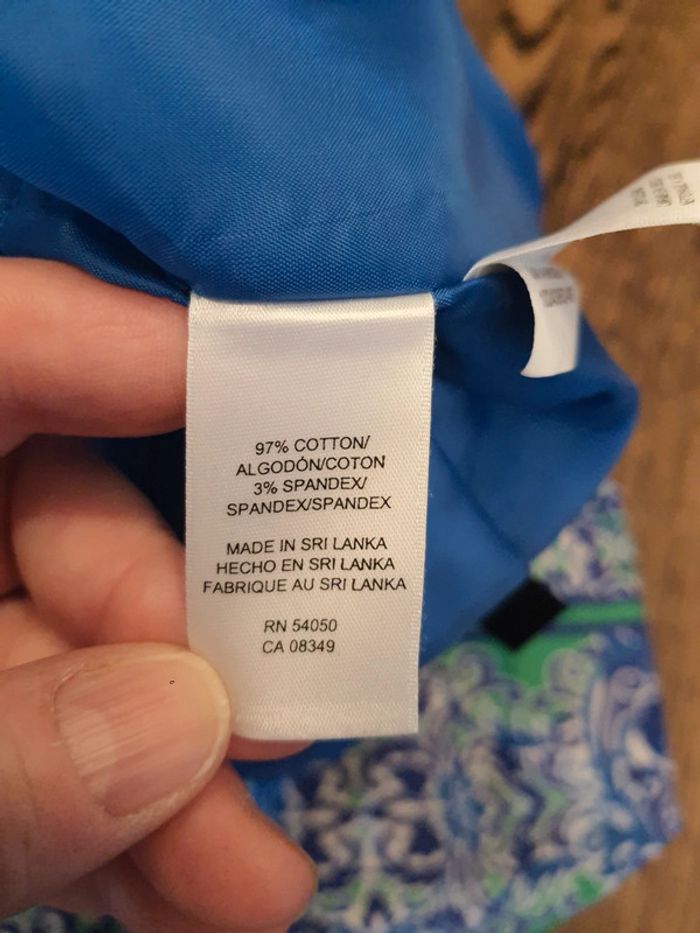 97% COTTON/
ALGODÓN/COTON
3% SPANDEX/
SPANDEX/SPANDEX
MADE IN SRI LANKA
HECHO EN SRI LANKA
FABRIQUE AU SRI LANKA
RN 54050
CA 08349